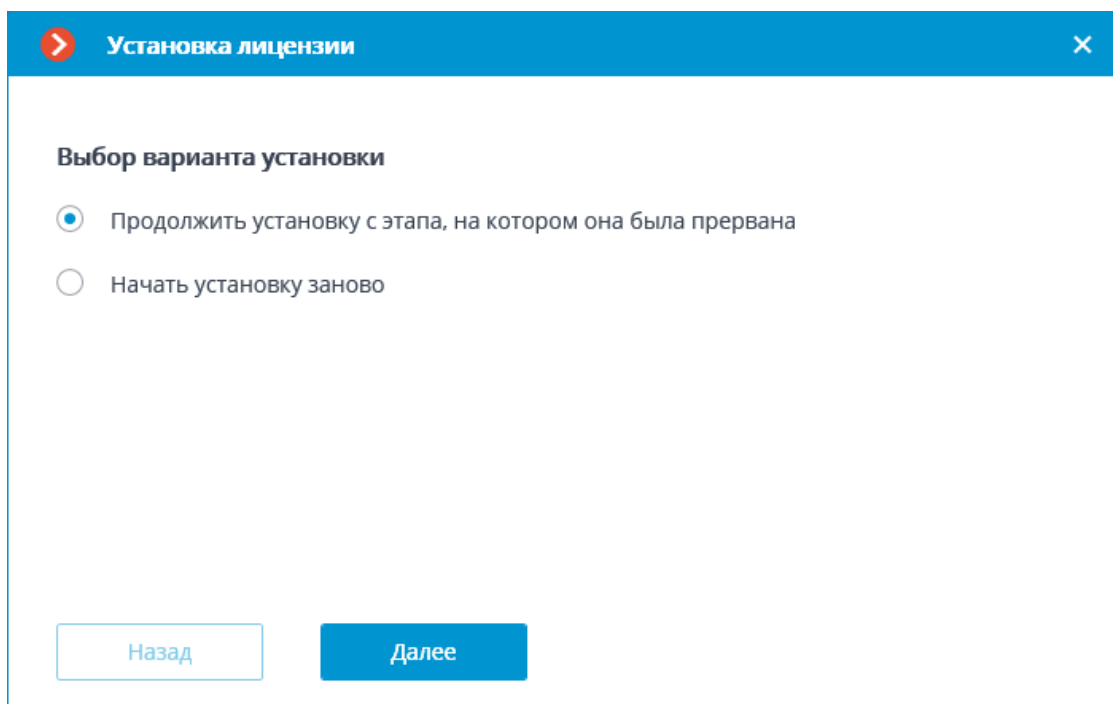 Установка лицензии
Выбор варианта установки
Продолжить установку с этапа, на котором она была прервана
Начать установку заново
Назад
Далее